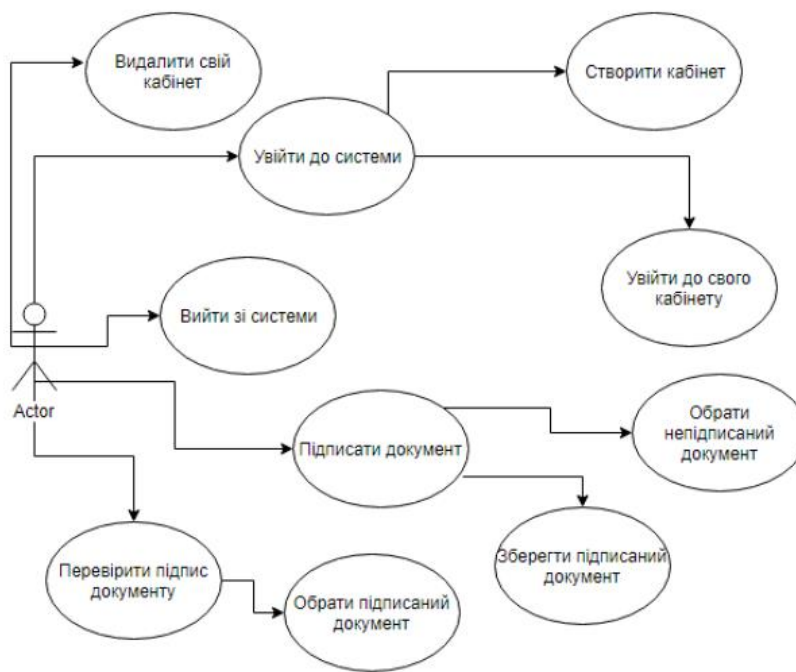 Видалити свій
кабінет
Створити кабінет
Увійти до системи
Увійти до свого
кабінету
Вийти зі системи
Actor
Обрати
непідписаний
документ
Підписати документ
Зберегти підписаний
документ
Перевірити підпис
документу
Обрати підписаний
документ